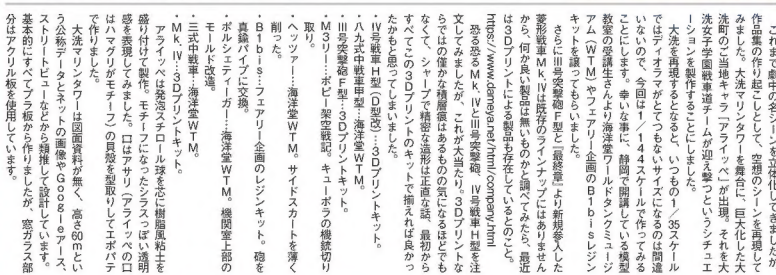 これまで劇中の名シーンを立体化してきましたが
作品集の作り起こしとして、空想のシーンを再現して
みました。大洗マリンタワーを舞台に、巨大化した大
洗町のご当地キャラ「アライッペ」が出現。それを大
洗女子学園戦車道チームが迎え撃つというシチュエ
ーションを製作することにしました。
大洗を再現するとなると、いつもの1/35スケール
ではジオラマがとてつもないサイズになるのは間違
いないので、今回は1/144スケールで作ってみる
ことにします。幸いな事に、静岡で開講している模型
教室の受講生さんより海洋堂ワールドタンクミュージ
アム(WTM)やフェアリー企画のB1bisレジン
キットを譲ってもらいました。
さらにⅢ号突撃砲F型と『最終章』より新規参入した
菱形戦車Mk.Ⅳは既存のラインナップにはありません
から、何か良い製品は無いものかと調べてみたら、最近
は3Dプリントによる製品も存在しているとのこと。
https://www.dsmeya.ltd/html/company.html
恐る恐るMk.ⅣとⅢ号突撃砲、Ⅳ号戦車H型を注
文してみましたが、これが大当たり。3Dプリントな
らではの僅かな積層痕はあるものの気になるほどでも
なくて、シャープで精密な造形は正直な話、最初から
すべてこの3Dプリントのキットで揃えれば良かっ
たかもと思ってしまいました。
・Ⅳ号戦車H型(D型改)…3Dプリントキット。
・八九式中戦車甲型…海洋堂WTM。
・Ⅲ号突撃砲F型…3Dプリントキット。
・M3リー…ポピー架空戦記。キューポラの機銃切り
取り。
・ヘッツァー…海洋堂WTM。サイドスカートを薄く
削った。
・B1bis…フェアリー企画のレジンキット。砲を
真鍮パイプに交換。
・ポルシェティーガー…海洋堂WTM。機関室上部の
モールド改造。
・三式中戦車…海洋堂WTM。
・Mk.Ⅳ…3Dプリントキット。
アライッペは発泡スチロール球を芯に樹脂風粘土を
盛り付けて製作。モチーフになったシラスっぽい透明
感を表現してみました。口はアサリ(アライッペの口
はハマグリがモチーフ)の貝殻を型取りしてエポパテ
で作りました。
大洗マリンタワーは図面資料が無く、高さ60mとい
う公称データとネットの画像やGoogleアース、
ストリートビューなどから類推して設計しています。
基本的にすべてプラ板から作りましたが、窓ガラス部
分はアクリル板を使用しています。